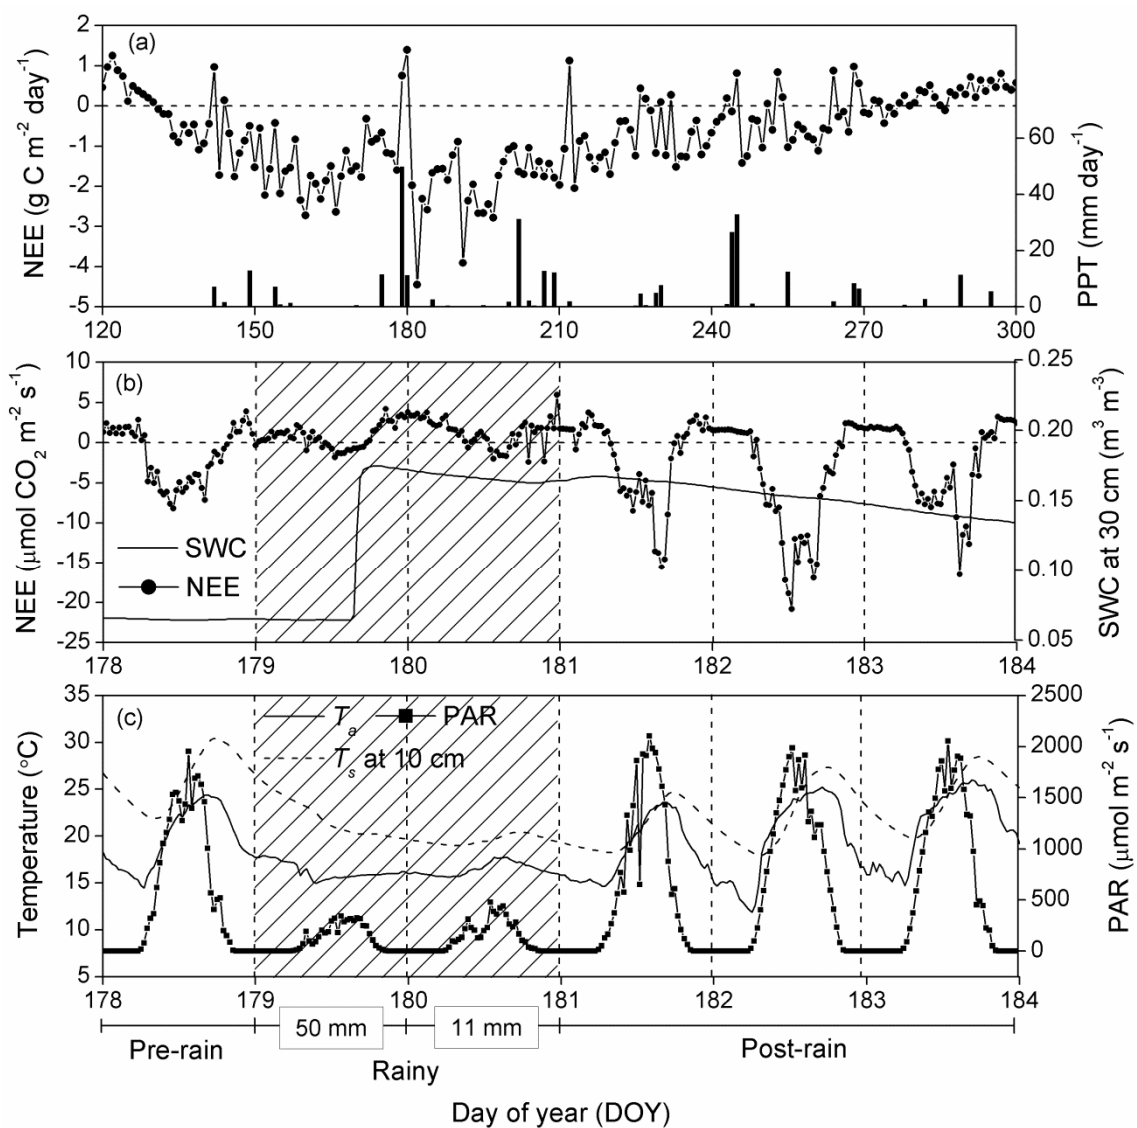 (a)
NEE (g C m⁻² day⁻¹)
2
1
0
-1
-2
-3
-4
-5
60
40
20
0
PPT (mm day⁻¹)
120 150 180 210 240 270 300
(b)
NEE (μmol CO₂ m⁻² s⁻¹)
10
5
0
-5
-10
-15
-20
-25
SWC
NEE
0.25
0.20
0.15
0.10
0.05
SWC at 30 cm (m³ m⁻³)
178 179 180 181 182 183 184
(c)
Temperature (°C)
35
30
25
20
15
10
5
Tₐ PAR
Tₛ at 10 cm
2500
2000
1500
1000
500
0
PAR (μmol m⁻² s⁻¹)
178 179 180 181 182 183 184
50 mm 11 mm
Pre-rain Rainy Post-rain
Day of year (DOY)